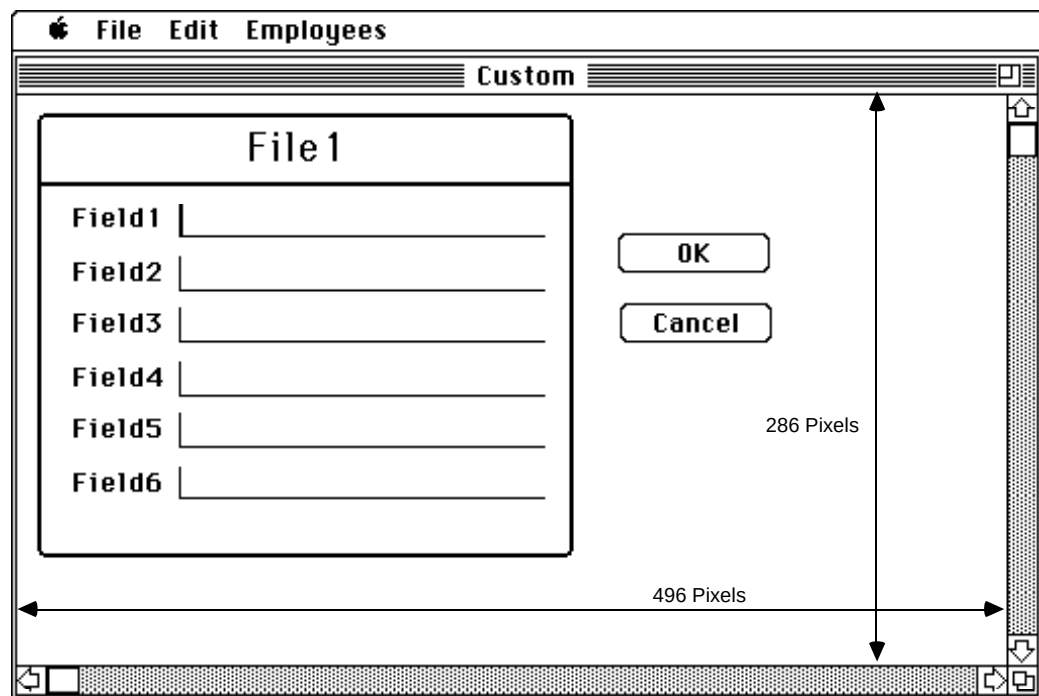 File Edit Employees
Custom
File1
Field1
Field2
Field3
Field4
Field5
Field6
OK
Cancel
286 Pixels
496 Pixels